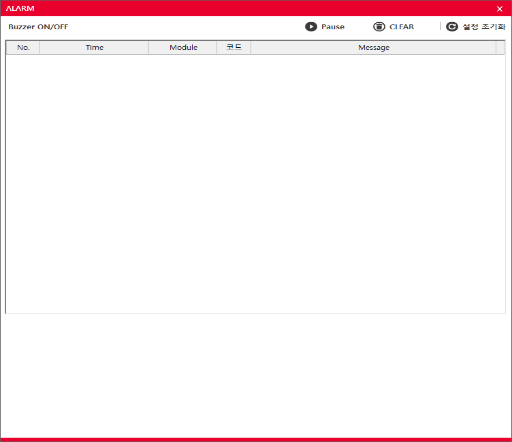 ALARM
Buzzer ON/OFF Pause CLEAR 설정 초기화
No. Time Module 코드 Message